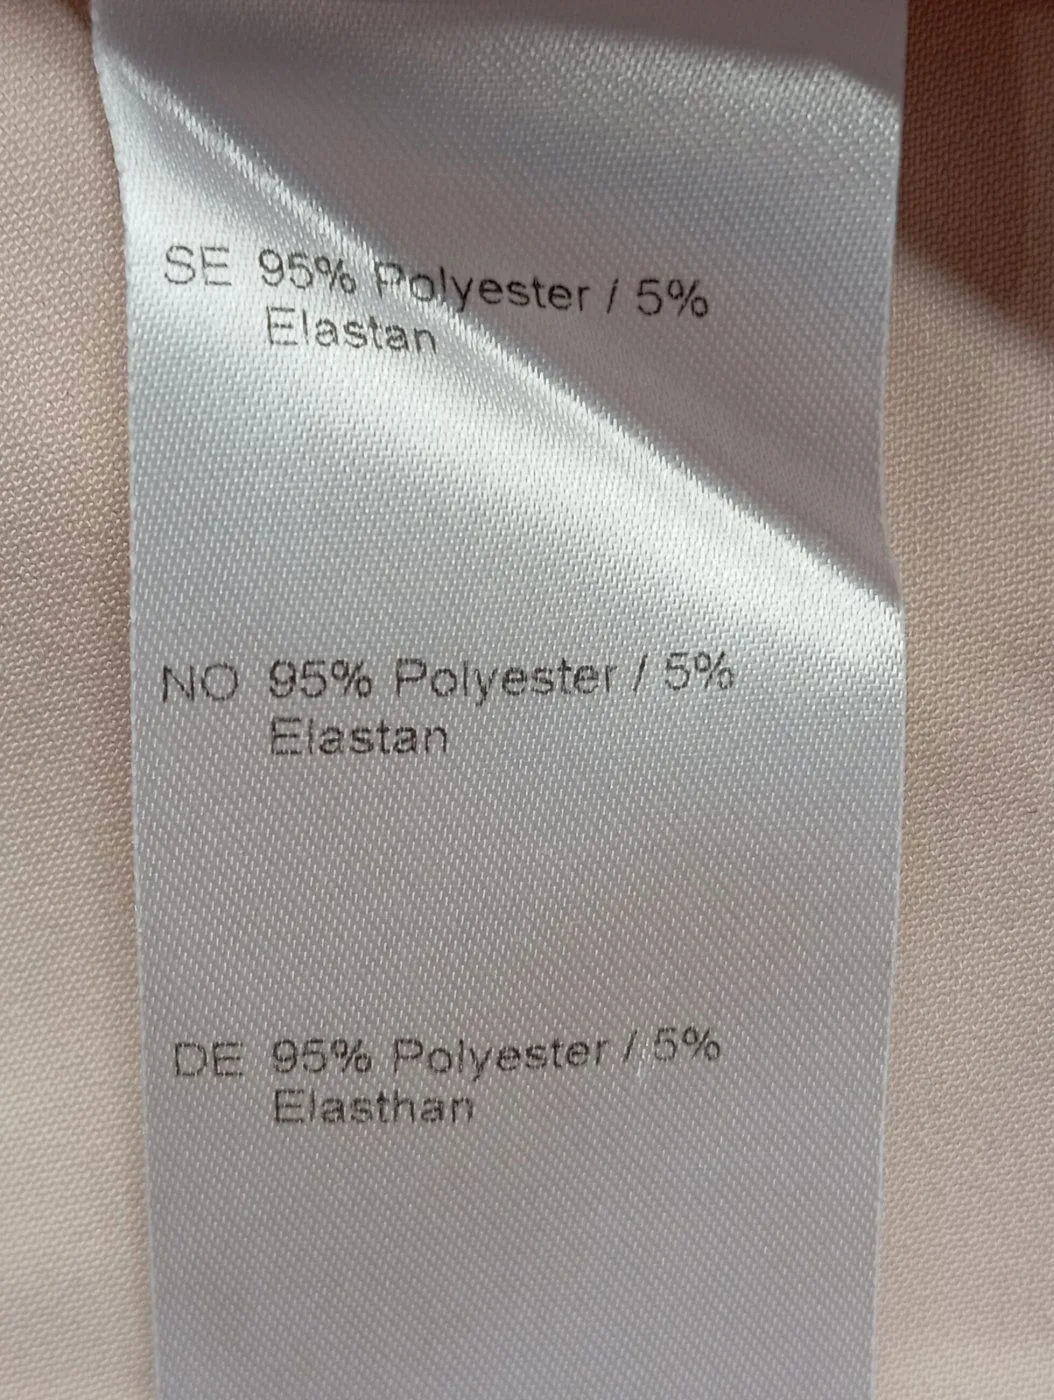 SE 95% Polyester / 5%
Elastan
NO 95% Polyester / 5%
Elastan
DE 95% Polyester / 5%
Elasthan